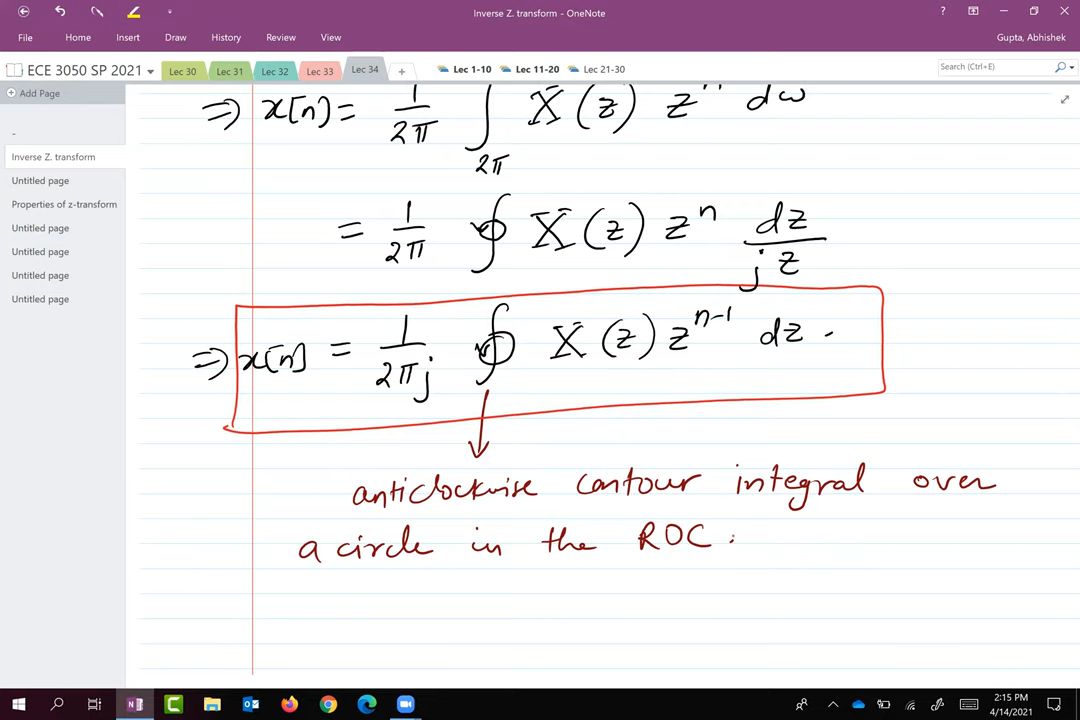 Inverse Z. transform - OneNote
File Home Insert Draw History Review View Gupta, Abhishek
ECE 3050 SP 2021 Lec 30 Lec 31 Lec 32 Lec 33 Lec 34 Lec 1-10 Lec 11-20 Lec 21-30 Search (Ctrl+E)
Add Page
-
Inverse Z. transform
Untitled page
Properties of z-transform
Untitled page
Untitled page
Untitled page
Untitled page
⇒ x[n] = 1/2π ∫_2π X(z) z^n dω
= 1/2π ∮ X(z) z^n dz/jz
⇒ x[n] = 1/2πj ∮ X(z) z^n-1 dz .
anticlockwise contour integral over
a circle in the ROC .
2:15 PM
4/14/2021